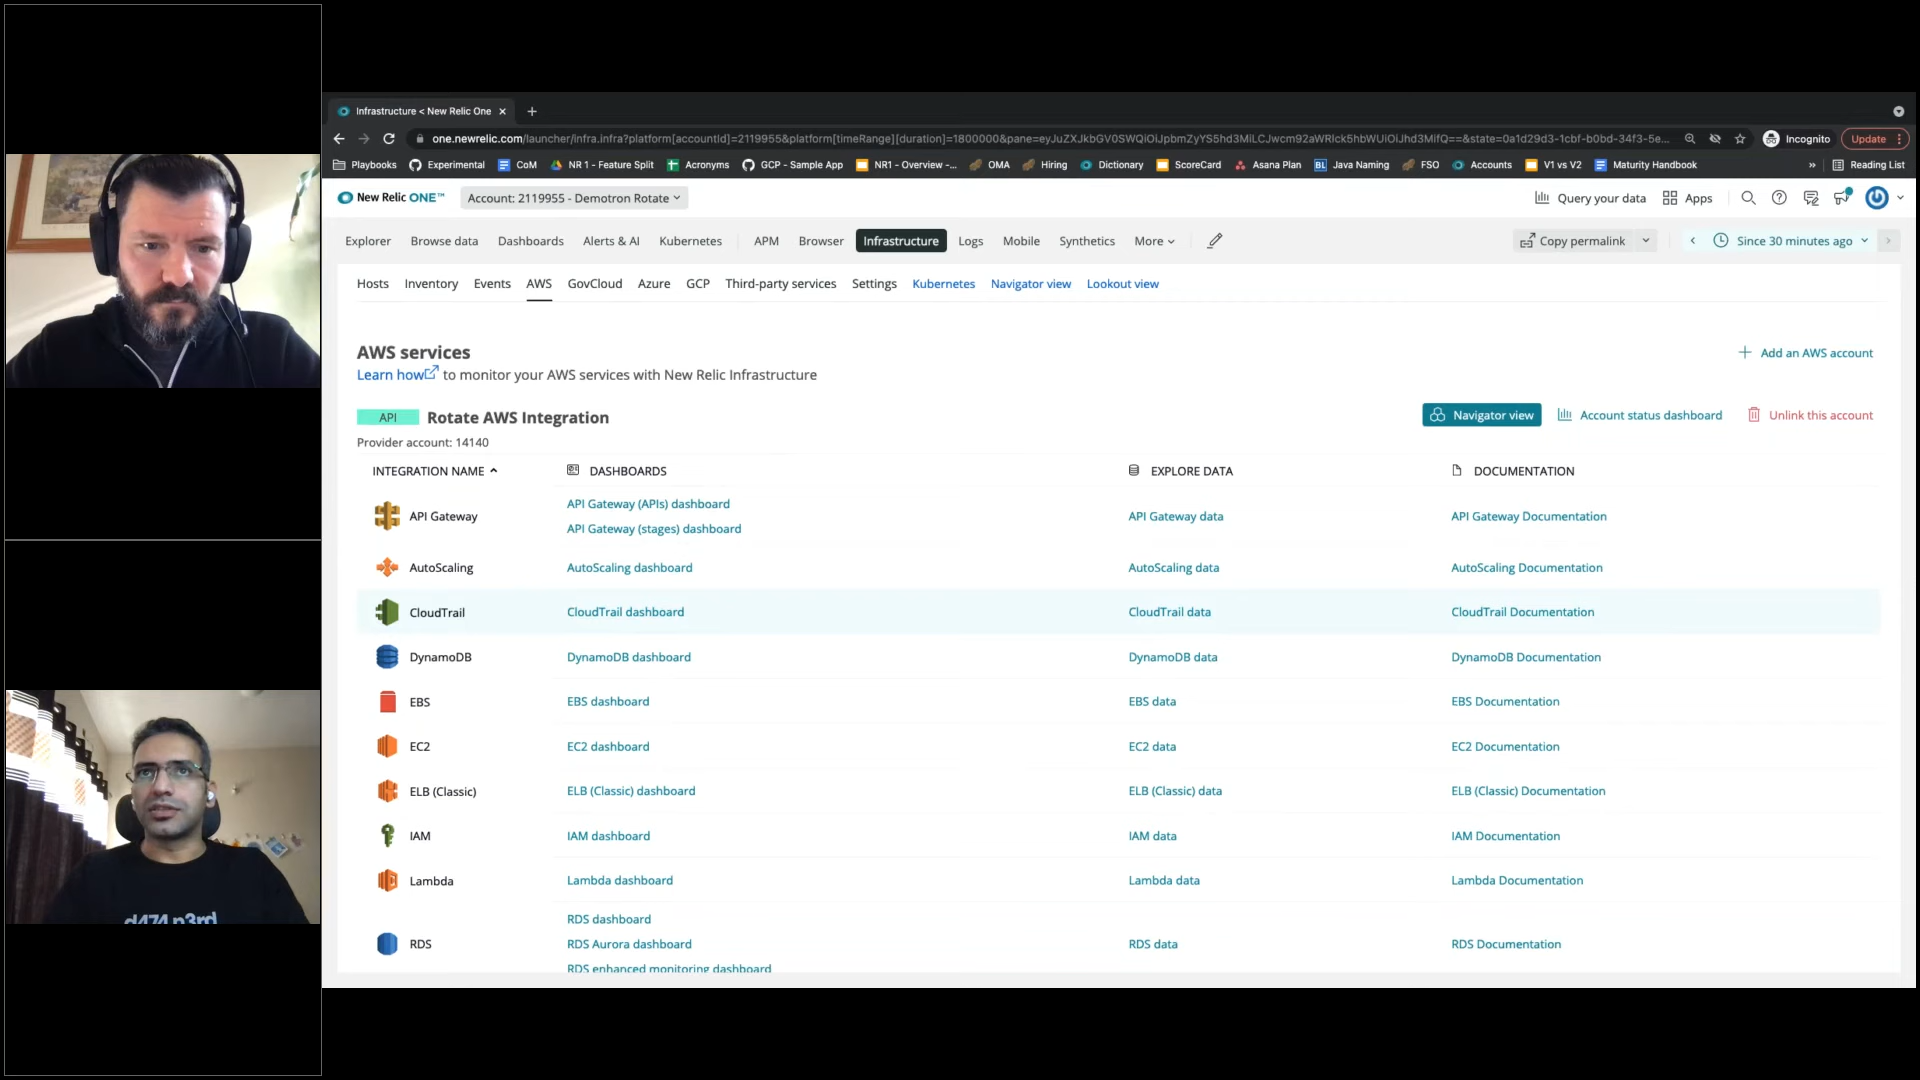 Infrastructure < New Relic One
one.newrelic.com/launcher/infra.infra?platform[accountId]=2119955&platform[timeRange][duration]=1800000&pane=eyJuZXJkbGV0SWQiOiJpbmZyYS5hd3MiLCJwcm92aWRlck5hbWUiOiJhd3MifQ==&state=0a1d29d3-1cbf-b0bd-34f3-5e...
Incognito
Update
Playbooks Experimental CoM NR 1 - Feature Split Acronyms GCP - Sample App NR1 - Overview -... OMA Hiring Dictionary ScoreCard Asana Plan BL Java Naming FSO Accounts V1 vs V2 Maturity Handbook » Reading List
New Relic ONE™ Account: 2119955 - Demotron Rotate Query your data Apps
Explorer Browse data Dashboards Alerts & AI Kubernetes APM Browser Infrastructure Logs Mobile Synthetics More Copy permalink Since 30 minutes ago
Hosts Inventory Events AWS GovCloud Azure GCP Third-party services Settings Kubernetes Navigator view Lookout view
AWS services
Add an AWS account
Learn how to monitor your AWS services with New Relic Infrastructure
API Rotate AWS Integration Navigator view Account status dashboard Unlink this account
Provider account: 14140
INTEGRATION NAME DASHBOARDS EXPLORE DATA DOCUMENTATION
API Gateway (APIs) dashboard
API Gateway API Gateway data API Gateway Documentation
API Gateway (stages) dashboard
AutoScaling AutoScaling dashboard AutoScaling data AutoScaling Documentation
CloudTrail CloudTrail dashboard CloudTrail data CloudTrail Documentation
DynamoDB DynamoDB dashboard DynamoDB data DynamoDB Documentation
EBS EBS dashboard EBS data EBS Documentation
EC2 EC2 dashboard EC2 data EC2 Documentation
ELB (Classic) ELB (Classic) dashboard ELB (Classic) data ELB (Classic) Documentation
IAM IAM dashboard IAM data IAM Documentation
Lambda Lambda dashboard Lambda data Lambda Documentation
RDS dashboard
RDS RDS Aurora dashboard RDS data RDS Documentation
RDS enhanced monitoring dashboard
d474 n3rd